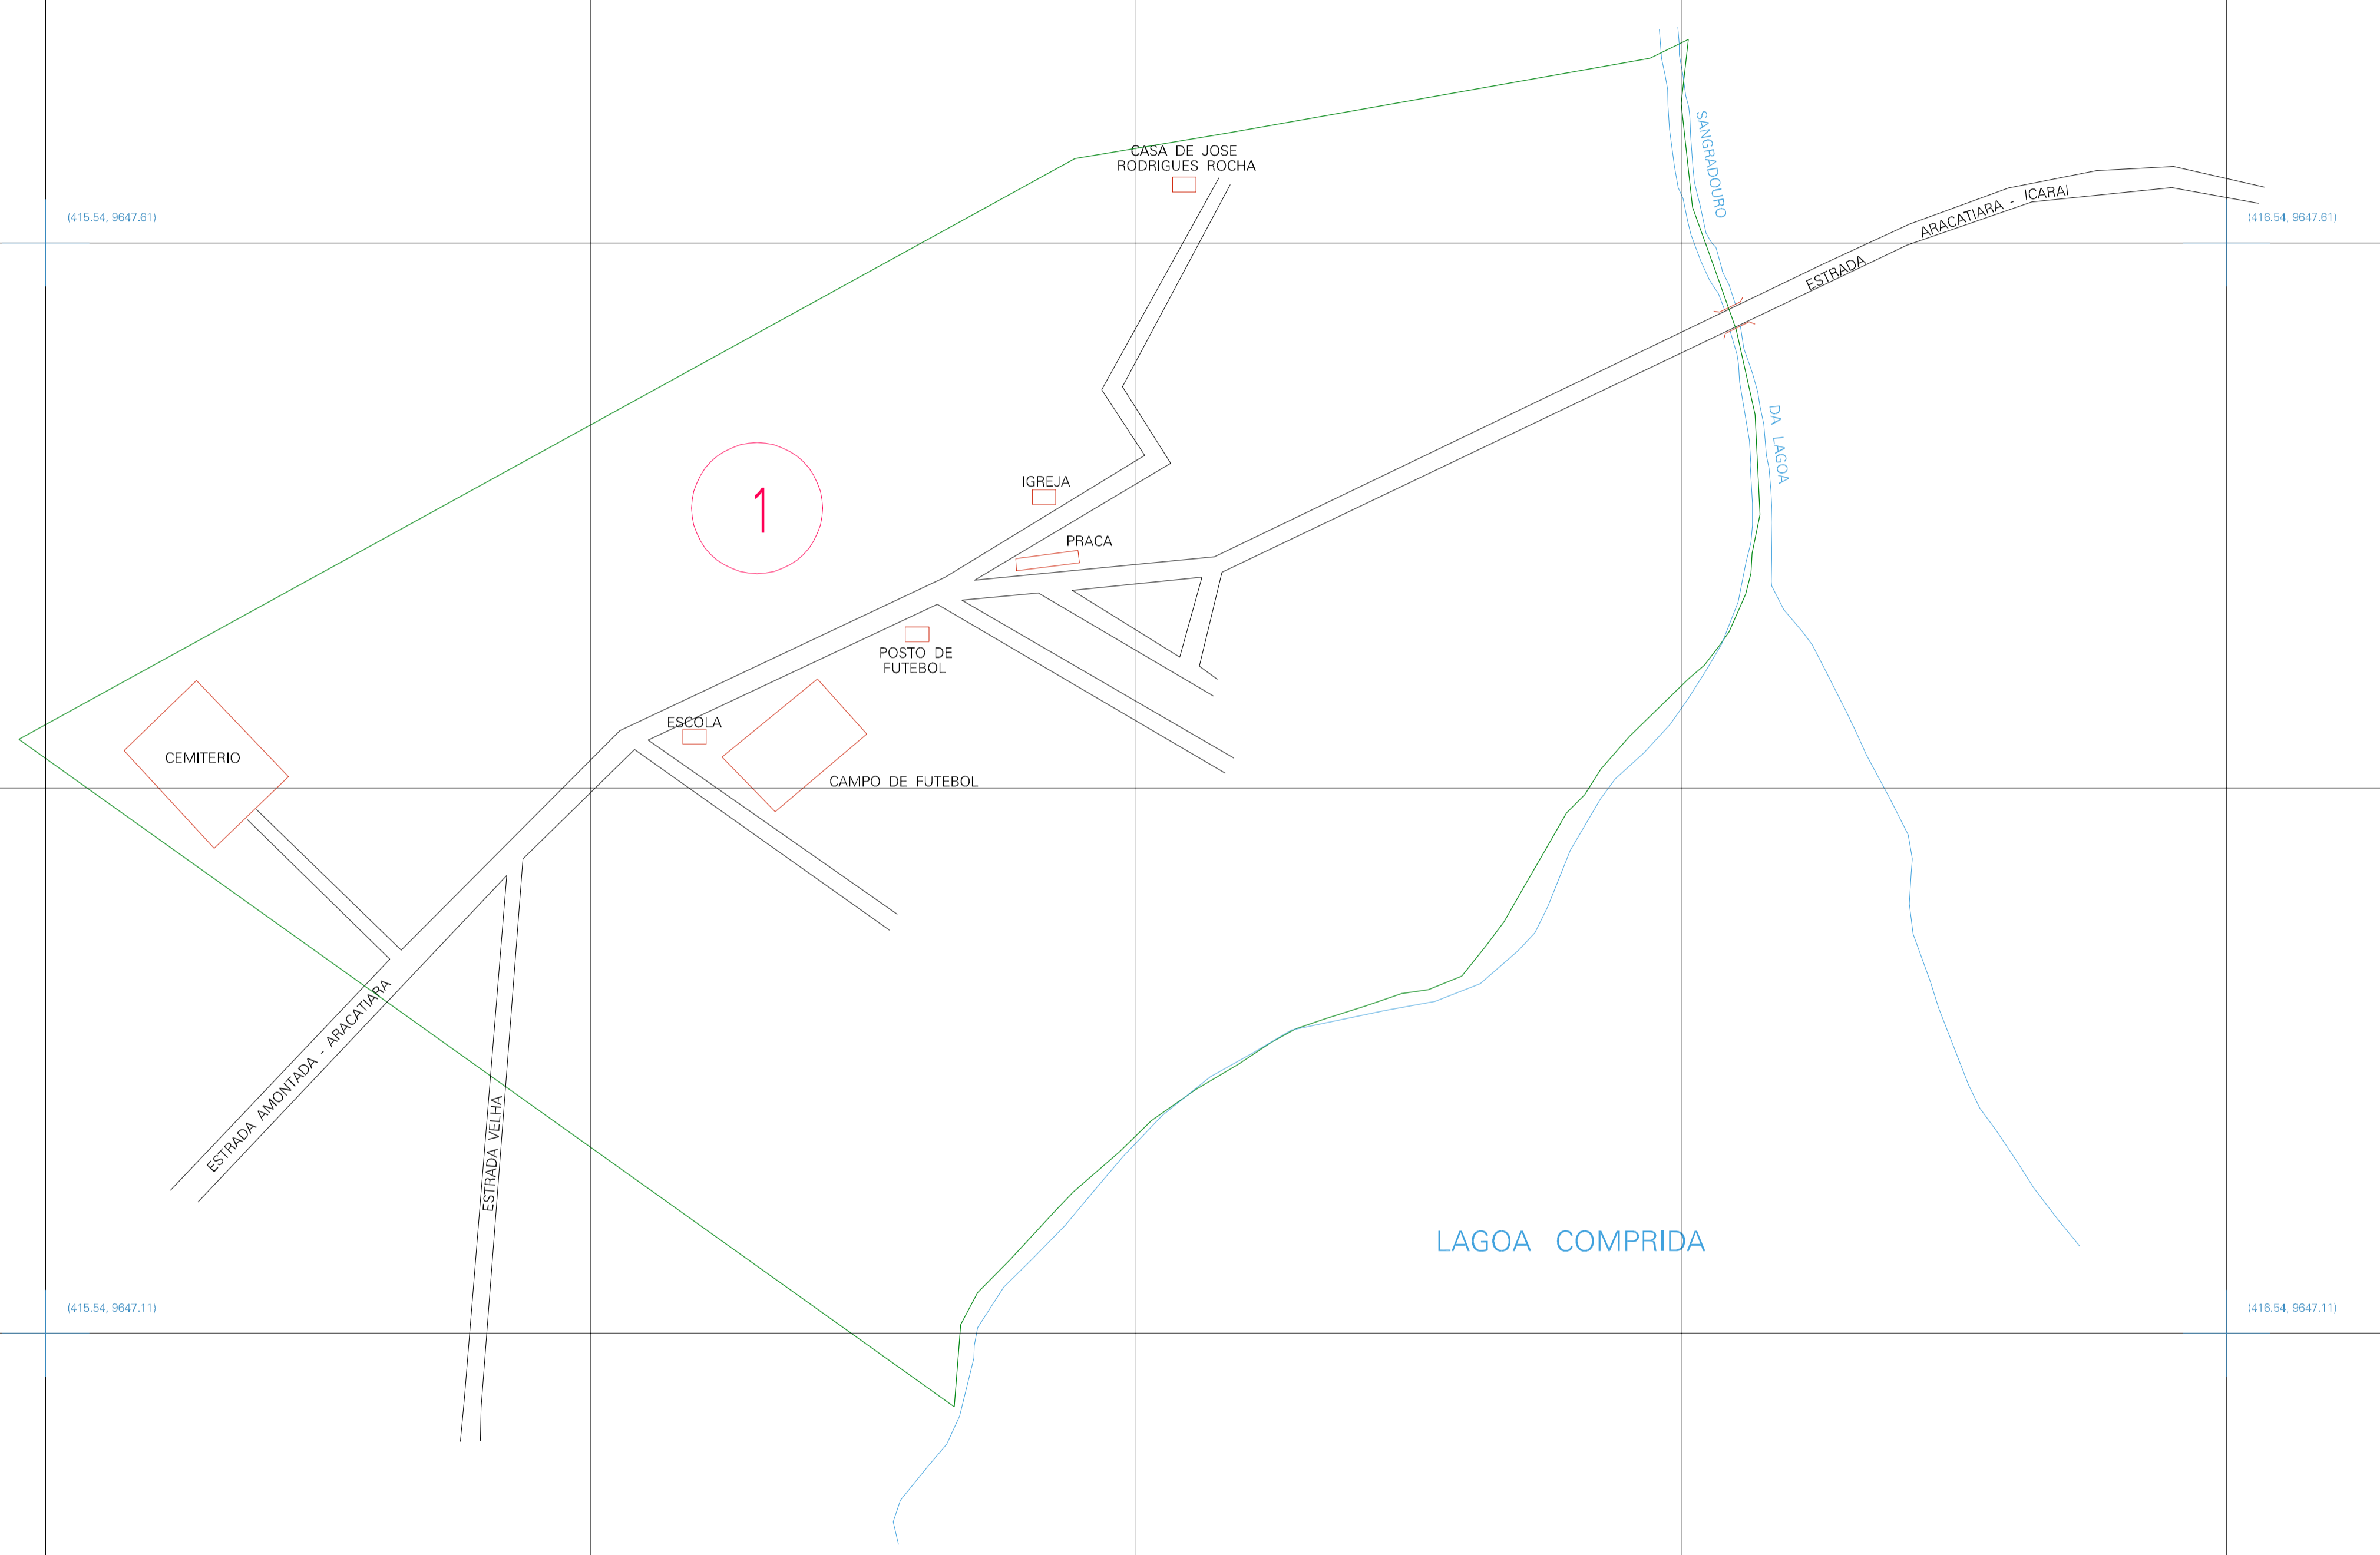 CASA DE JOSE
RODRIGUES ROCHA
SANGRADOURO
ARACATIARA - ICARAI
(415.54, 9647.61)
(416.54, 9647.61)
ESTRADA
DA LAGOA
IGREJA
1
PRACA
POSTO DE
FUTEBOL
ESCOLA
CEMITERIO
CAMPO DE FUTEBOL
ESTRADA AMONTADA - ARACATIARA
ESTRADA VELHA
LAGOA COMPRIDA
(415.54, 9647.11)
(416.54, 9647.11)